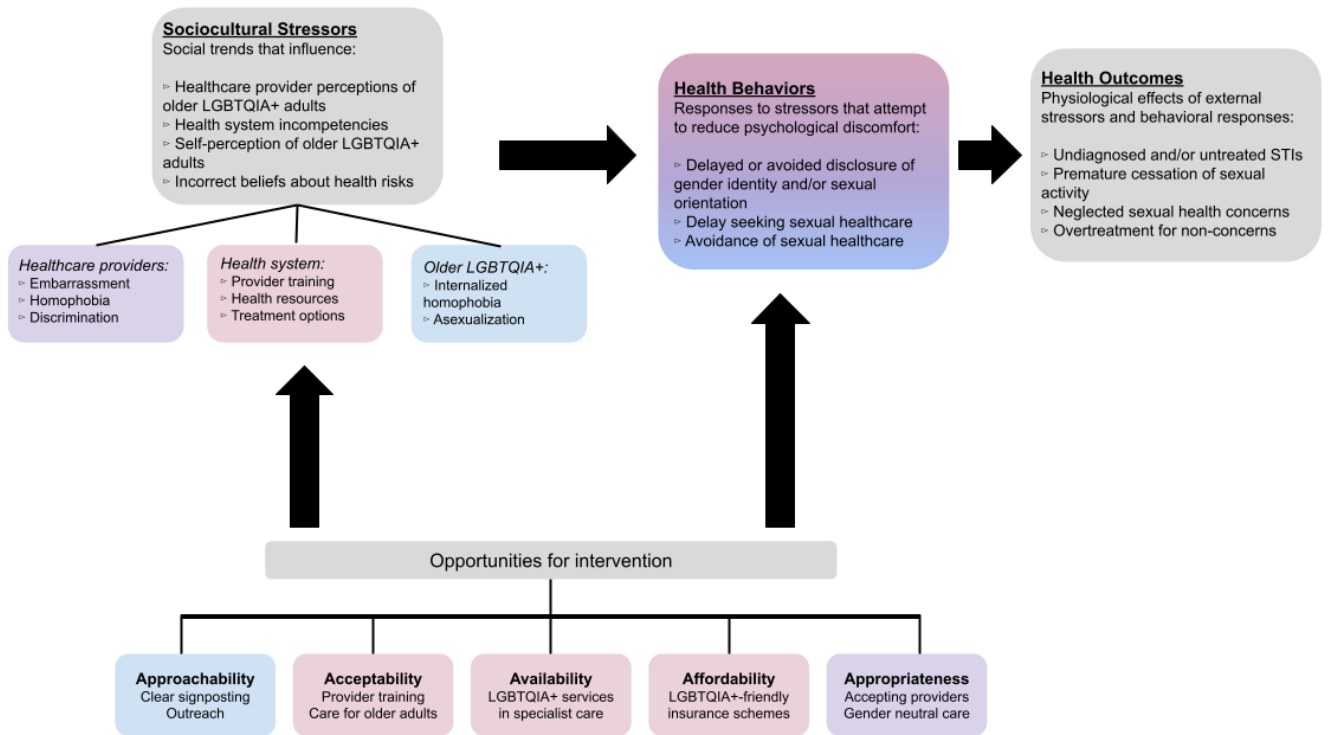 Sociocultural Stressors
Social trends that influence:
▻ Healthcare provider perceptions of
older LGBTQIA+ adults
▻ Health system incompetencies
▻ Self-perception of older LGBTQIA+
adults
▻ Incorrect beliefs about health risks
Healthcare providers:
▻ Embarrassment
▻ Homophobia
▻ Discrimination
Health system:
▻ Provider training
▻ Health resources
▻ Treatment options
Older LGBTQIA+:
▻ Internalized
homophobia
▻ Asexualization
Health Behaviors
Responses to stressors that attempt
to reduce psychological discomfort:
▻ Delayed or avoided disclosure of
gender identity and/or sexual
orientation
▻ Delay seeking sexual healthcare
▻ Avoidance of sexual healthcare
Health Outcomes
Physiological effects of external
stressors and behavioral responses:
▻ Undiagnosed and/or untreated STIs
▻ Premature cessation of sexual
activity
▻ Neglected sexual health concerns
▻ Overtreatment for non-concerns
Opportunities for intervention
Approachability
Clear signposting
Outreach
Acceptability
Provider training
Care for older adults
Availability
LGBTQIA+ services
in specialist care
Affordability
LGBTQIA+-friendly
insurance schemes
Appropriateness
Accepting providers
Gender neutral care